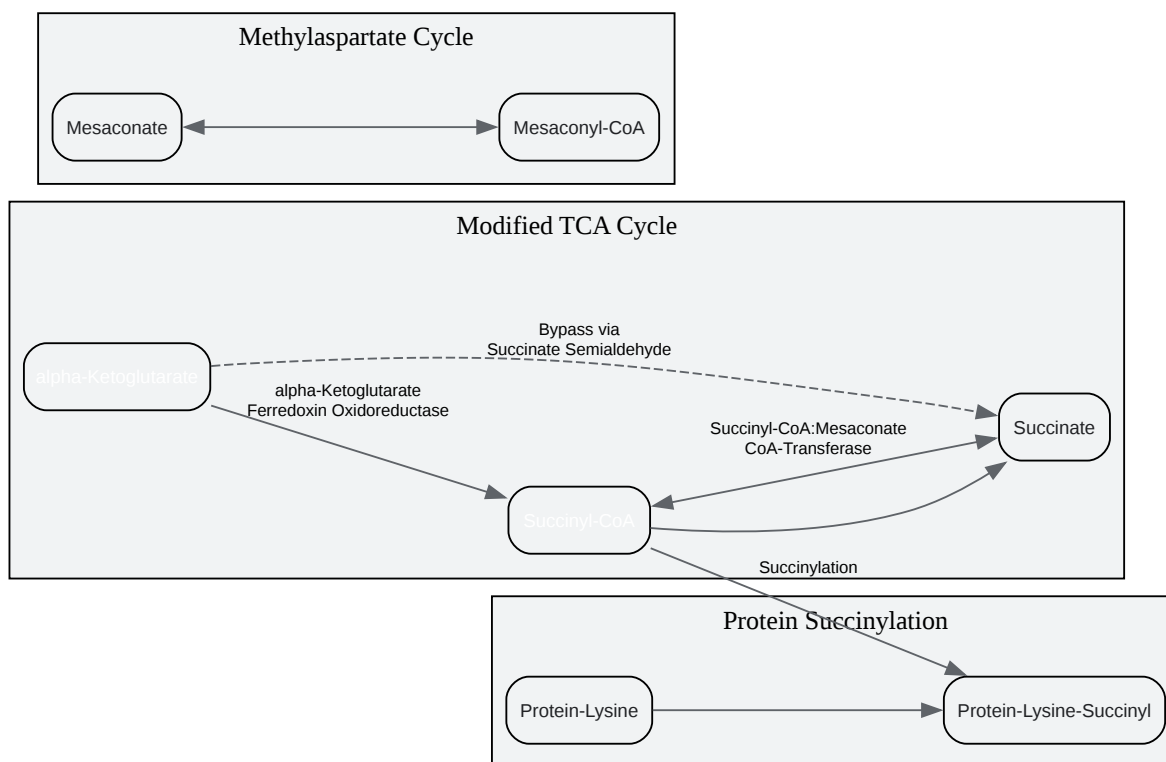 Methylaspartate Cycle
Mesaconate
Mesaconyl-CoA
Modified TCA Cycle
Bypass via
Succinate Semialdehyde
alpha-Ketoglutarate
alpha-Ketoglutarate
Ferredoxin Oxidoreductase
Succinyl-CoA:Mesaconate
CoA-Transferase
Succinate
Succinyl-CoA
Succinylation
Protein Succinylation
Protein-Lysine
Protein-Lysine-Succinyl